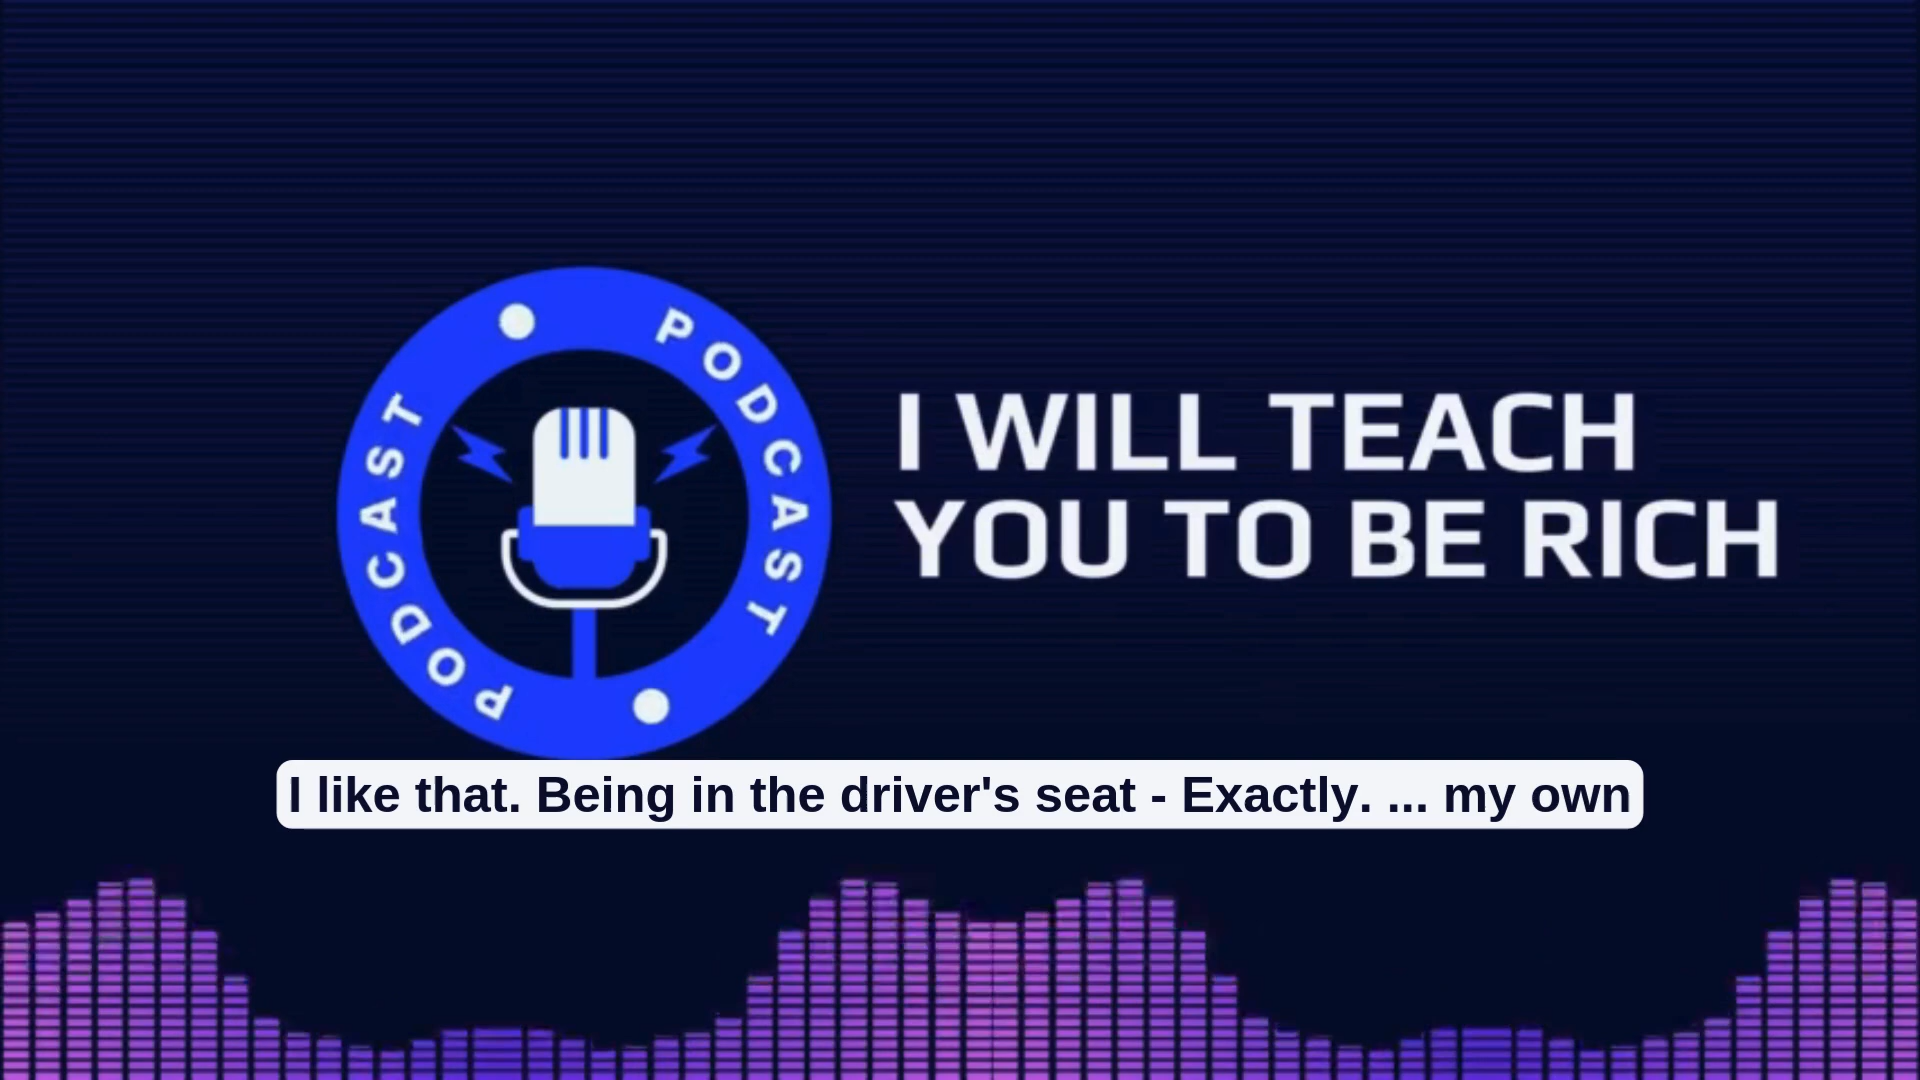 PODCAST
PODCAST
I WILL TEACH
YOU TO BE RICH
I like that. Being in the driver's seat - Exactly. ... my own